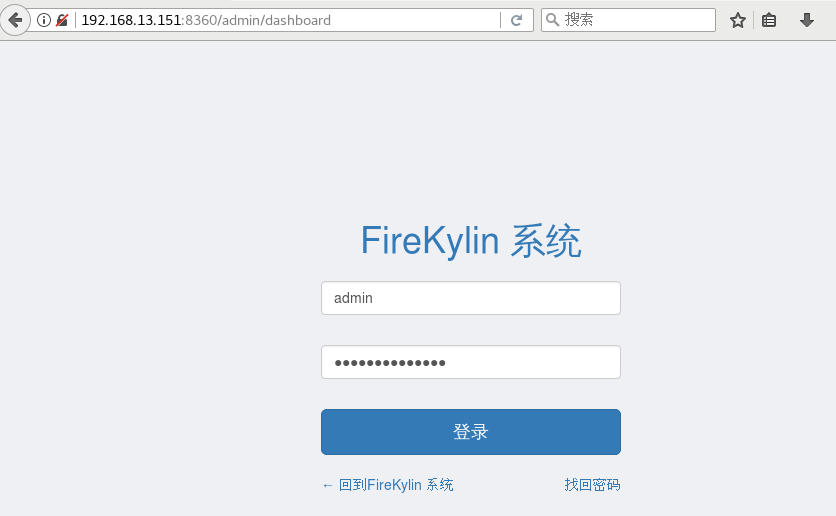 192.168.13.151:8360/admin/dashboard
搜索
FireKylin 系统
admin
●●●●●●●●●●●●●●
登录
← 回到FireKylin 系统
找回密码